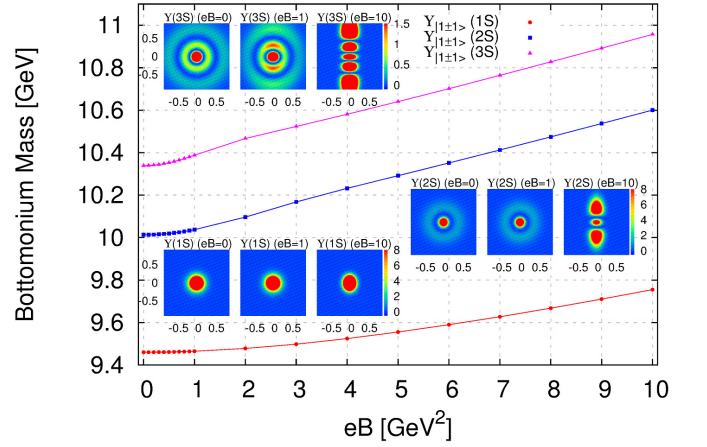 Υ(3S) (eB=0) Υ(3S) (eB=1) Υ(3S) (eB=10)
Υ|1±1> (1S)
Υ|1±1> (2S)
Υ|1±1> (3S)
0.5
0
-0.5
1.5
1
0.5
0
-0.5 0 0.5 -0.5 0 0.5 -0.5 0 0.5
Υ(2S) (eB=0) Υ(2S) (eB=1) Υ(2S) (eB=10)
8
6
4
2
0
-0.5 0 0.5 -0.5 0 0.5 -0.5 0 0.5
Υ(1S) (eB=0) Υ(1S) (eB=1) Υ(1S) (eB=10)
0.5
0
-0.5
8
6
4
2
0
-0.5 0 0.5 -0.5 0 0.5 -0.5 0 0.5
11
10.8
10.6
10.4
10.2
10
9.8
9.6
9.4
Bottomonium Mass [GeV]
0 1 2 3 4 5 6 7 8 9 10
eB [GeV²]